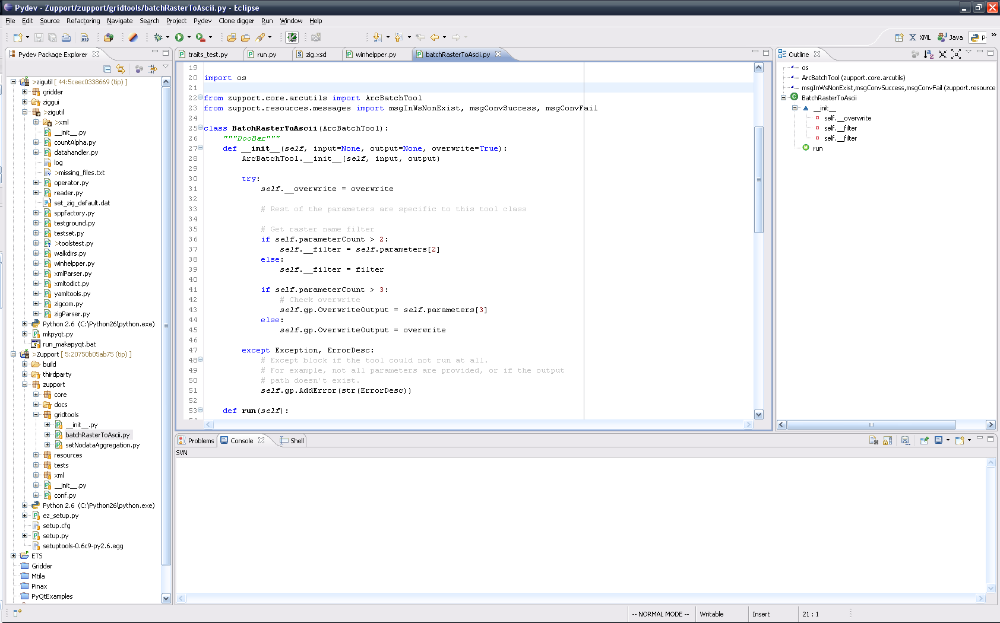 Pydev - Zupport/zupport/gridtools/batchRasterToAscii.py - Eclipse
File Edit Source Refactoring Navigate Search Project Pydev Clone digger Run Window Help
XML Java P
Pydev Package Explorer
>zigutil [ 44:5ceec0338669 (tip) ]
gridder
ziggui
>zigutil
>xml
__init__.py
countAlpha.py
datahandler.py
log
>missing_files.txt
operator.py
reader.py
set_zig_default.dat
sppfactory.py
testground.py
testset.py
>toolstest.py
walkdirs.py
winhelpper.py
xmlParser.py
xmltodict.py
yamltools.py
zigcom.py
zigParser.py
Python 2.6 (C:\Python26\python.exe)
mkpyqt.py
run_makepyqt.bat
>Zupport [ 5:20750b05ab75 (tip) ]
build
thirdparty
zupport
core
docs
gridtools
__init__.py
batchRasterToAscii.py
setNodataAggregation.py
resources
tests
xml
__init__.py
conf.py
Python 2.6 (C:\Python26\python.exe)
ez_setup.py
setup.cfg
setup.py
setuptools-0.6c9-py2.6.egg
ETS
Gridder
Mtila
Pinax
PyQtExamples
traits_test.py run.py zig.xsd winhelpper.py batchRasterToAscii.py
19
20 import os
21
22 from zupport.core.arcutils import ArcBatchTool
23 from zupport.resources.messages import msgInWsNonExist, msgConvSuccess, msgConvFail
24
25 class BatchRasterToAscii(ArcBatchTool):
26 """DooBar"""
27 def __init__(self, input=None, output=None, overwrite=True):
28 ArcBatchTool.__init__(self, input, output)
29
30 try:
31 self.__overwrite = overwrite
32
33 # Rest of the parameters are specific to this tool class
34
35 # Get raster name filter
36 if self.parameterCount > 2:
37 self.__filter = self.parameters[2]
38 else:
39 self.__filter = filter
40
41 if self.parameterCount > 3:
42 # Check overwrite
43 self.gp.OverwriteOutput = self.parameters[3]
44 else:
45 self.gp.OverwriteOutput = overwrite
46
47 except Exception, ErrorDesc:
48 # Except block if the tool could not run at all.
49 # For example, not all parameters are provided, or if the output
50 # path doesn't exist.
51 self.gp.AddError(str(ErrorDesc))
52
53 def run(self):
Outline
os
ArcBatchTool (zupport.core.arcutils)
msgInWsNonExist,msgConvSuccess,msgConvFail (zupport.resource
BatchRasterToAscii
__init__
self.__overwrite
self.__filter
self.__filter
run
Problems Console Shell
SVN
-- NORMAL MODE -- Writable Insert 21 : 1